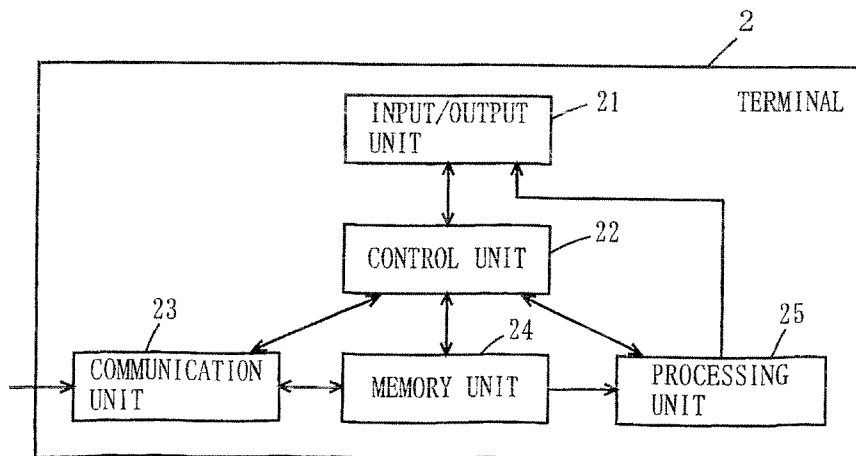 2
TERMINAL
INPUT/OUTPUT
UNIT
21
CONTROL UNIT
22
23
COMMUNICATION
UNIT
24
MEMORY UNIT
25
PROCESSING
UNIT